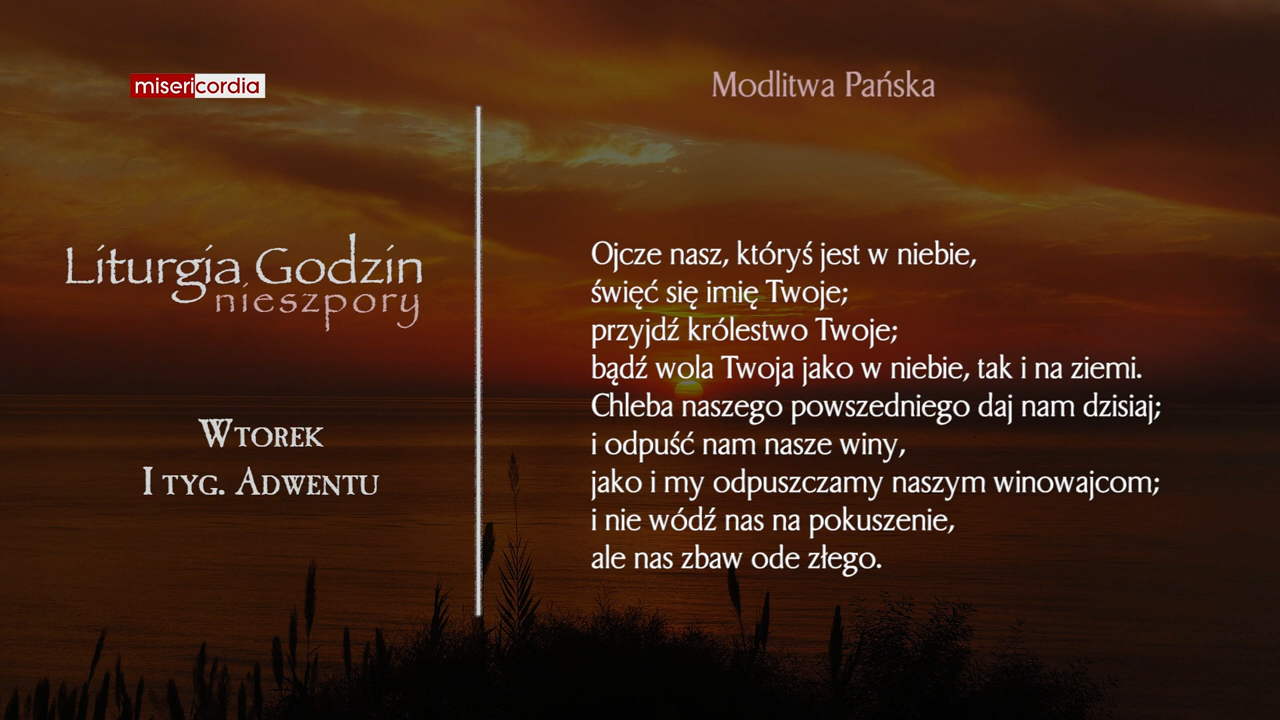 misericordia
Modlitwa Pańska
Liturgia Godzin
nieszpory
Wtorek
I tyg. Adwentu
Ojcze nasz, któryś jest w niebie,
święć się imię Twoje;
przyjdź królestwo Twoje;
bądź wola Twoja jako w niebie, tak i na ziemi.
Chleba naszego powszedniego daj nam dzisiaj;
i odpuść nam nasze winy,
jako i my odpuszczamy naszym winowajcom;
i nie wódź nas na pokuszenie,
ale nas zbaw ode złego.